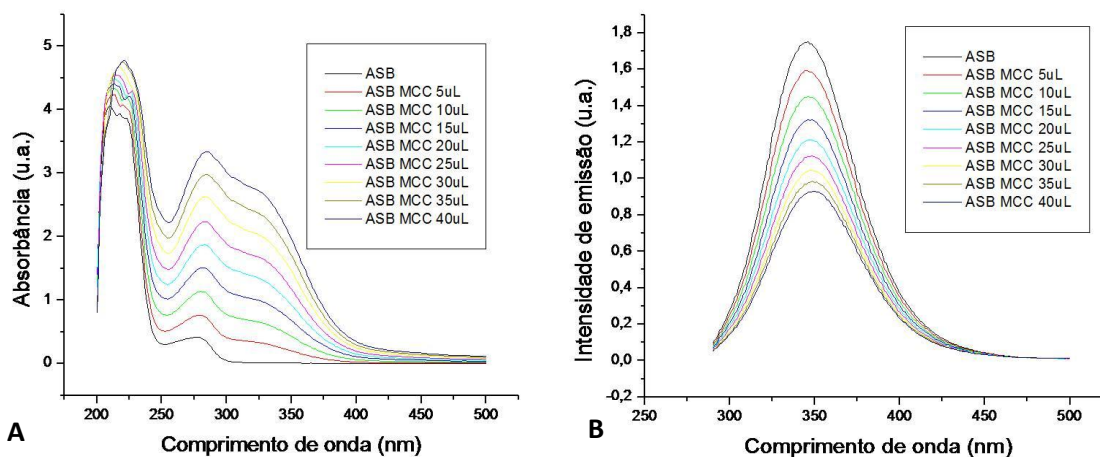 5
4
3
2
1
0
Absorbância (u.a.)
200 250 300 350 400 450 500
Comprimento de onda (nm)
ASB
ASB MCC 5uL
ASB MCC 10uL
ASB MCC 15uL
ASB MCC 20uL
ASB MCC 25uL
ASB MCC 30uL
ASB MCC 35uL
ASB MCC 40uL
A
1,8
1,6
1,4
1,2
1,0
0,8
0,6
0,4
0,2
0,0
-0,2
Intensidade de emissão (u.a.)
250 300 350 400 450 500
Comprimento de onda (nm)
ASB
ASB MCC 5uL
ASB MCC 10uL
ASB MCC 15uL
ASB MCC 20uL
ASB MCC 25uL
ASB MCC 30uL
ASB MCC 35uL
ASB MCC 40uL
B